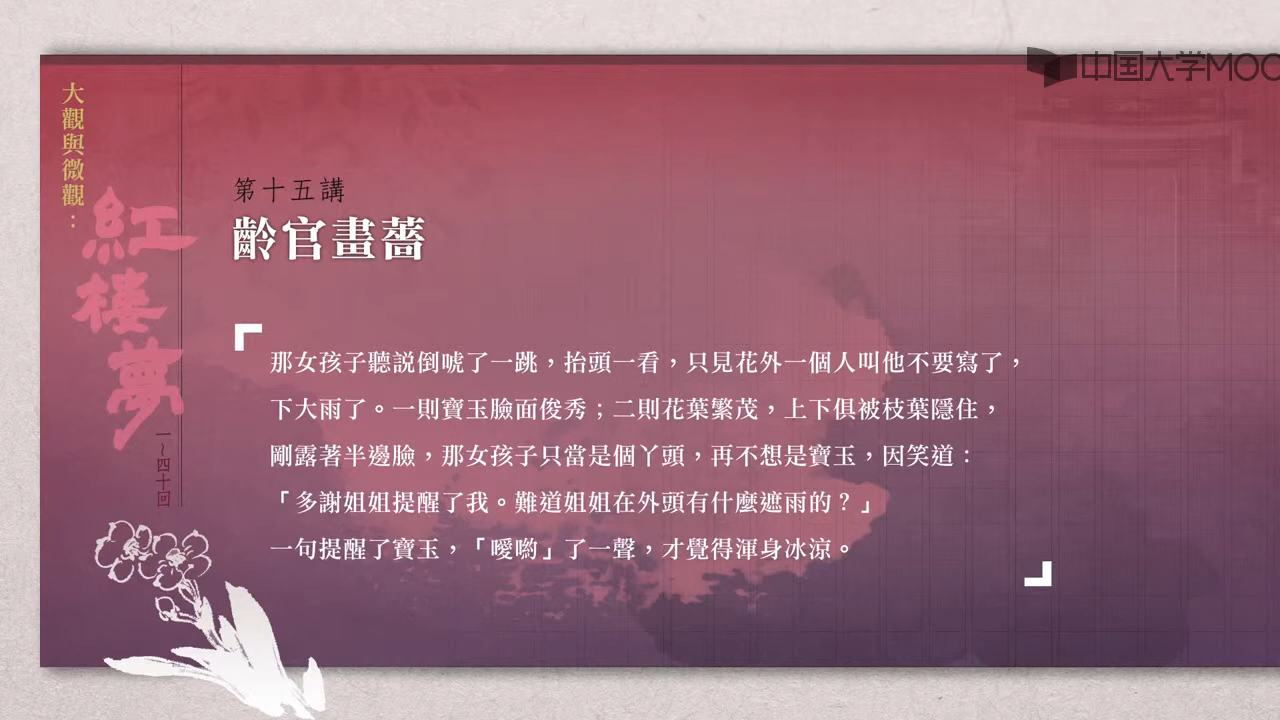 大觀與微觀：
紅樓夢
一～四十回
中国大学MOO
第十五講
齡官畫薔
那女孩子聽説倒唬了一跳，抬頭一看，只見花外一個人叫他不要寫了，
下大雨了。一則寶玉臉面俊秀；二則花葉繁茂，上下俱被枝葉隱住，
剛露著半邊臉，那女孩子只當是個丫頭，再不想是寶玉，因笑道：
「多謝姐姐提醒了我。難道姐姐在外頭有什麼遮雨的？」
一句提醒了寶玉，「噯喲」了一聲，才覺得渾身冰涼。